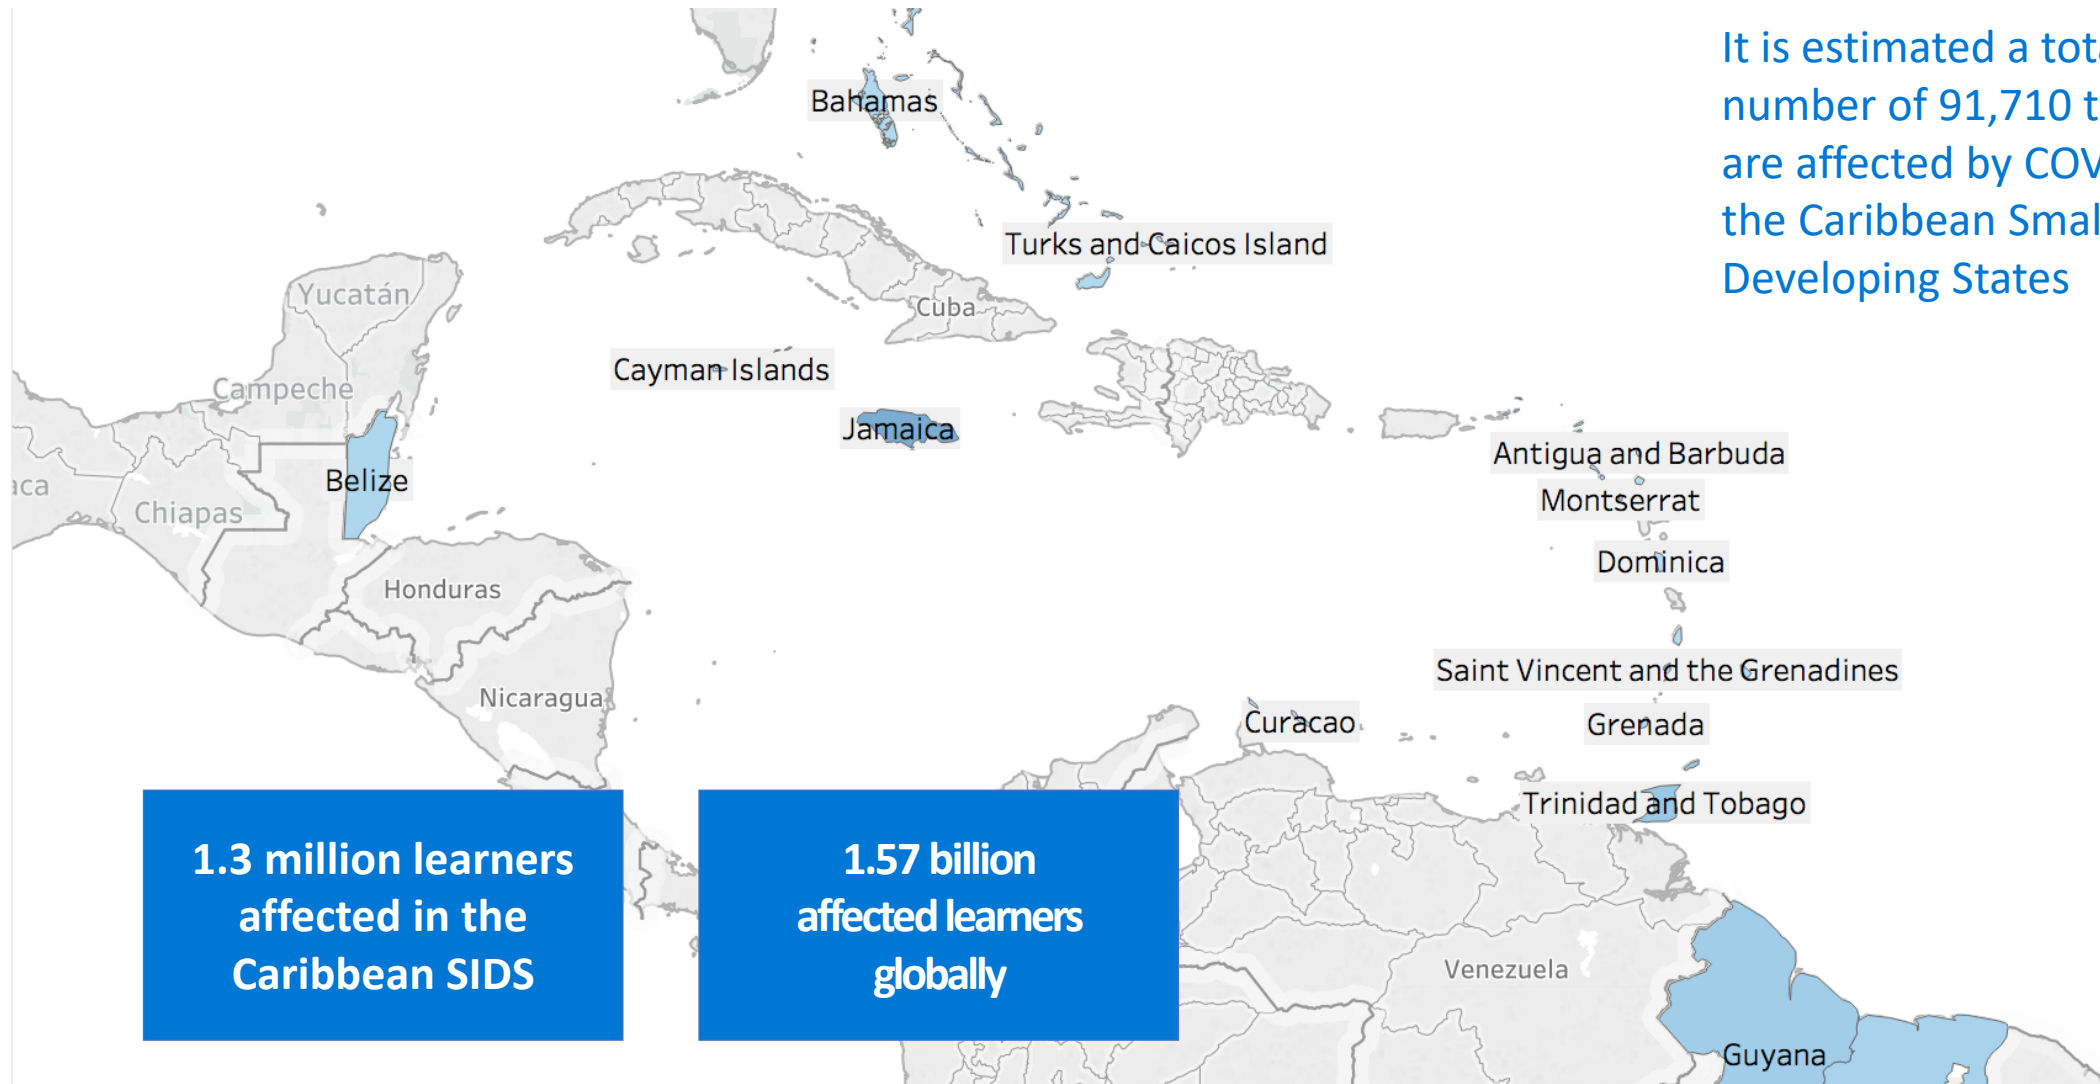 It is estimated a tota
number of 91,710 t
are affected by COV
the Caribbean Smal
Developing States
Bahamas
Turks and Caicos Island
Yucatán
Cuba
Cayman Islands
Campeche
Jamaica
Antigua and Barbuda
Belize
aca
Montserrat
Chiapas
Dominica
Honduras
Saint Vincent and the Grenadines
Nicaragua
Curacao
Grenada
Trinidad and Tobago
1.3 million learners
affected in the
Caribbean SIDS
1.57 billion
affected learners
globally
Venezuela
Guyana